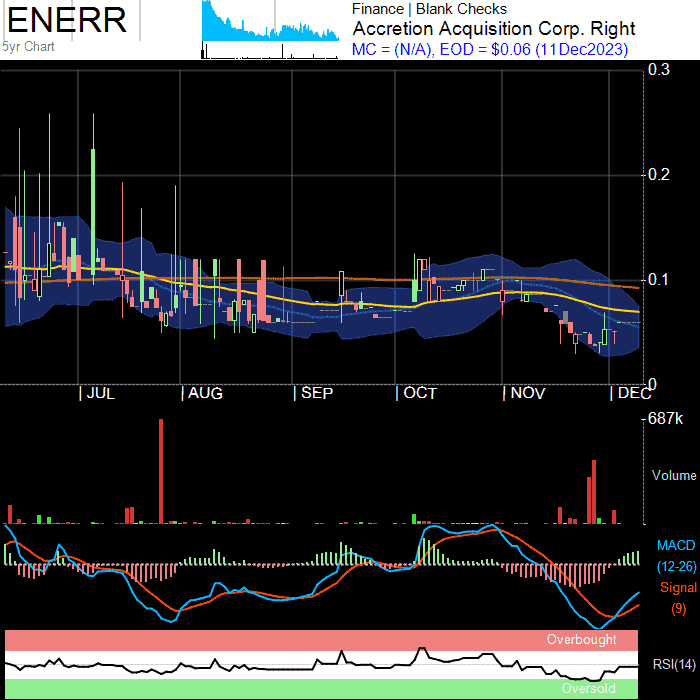 ENERR
5yr Chart
Finance | Blank Checks
Accretion Acquisition Corp. Right
MC = (N/A), EOD = $0.06 (11Dec2023)
0.3
0.2
0.1
0
JUL
AUG
SEP
OCT
NOV
DEC
687k
Volume
MACD
(12-26)
Signal
(9)
Overbought
RSI(14)
Oversold